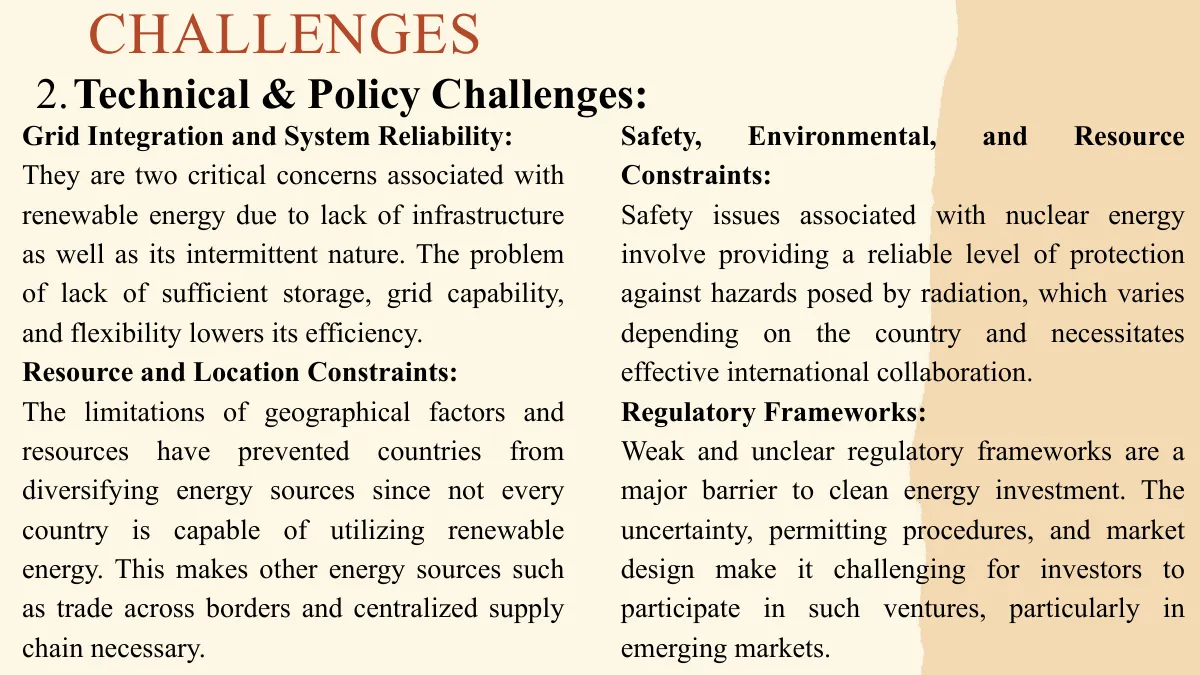 CHALLENGES
2. Technical & Policy Challenges:
Grid Integration and System Reliability:
They are two critical concerns associated with
renewable energy due to lack of infrastructure
as well as its intermittent nature. The problem
of lack of sufficient storage, grid capability,
and flexibility lowers its efficiency.
Resource and Location Constraints:
The limitations of geographical factors and
resources have prevented countries from
diversifying energy sources since not every
country is capable of utilizing renewable
energy. This makes other energy sources such
as trade across borders and centralized supply
chain necessary.
Safety, Environmental, and Resource
Constraints:
Safety issues associated with nuclear energy
involve providing a reliable level of protection
against hazards posed by radiation, which varies
depending on the country and necessitates
effective international collaboration.
Regulatory Frameworks:
Weak and unclear regulatory frameworks are a
major barrier to clean energy investment. The
uncertainty, permitting procedures, and market
design make it challenging for investors to
participate in such ventures, particularly in
emerging markets.